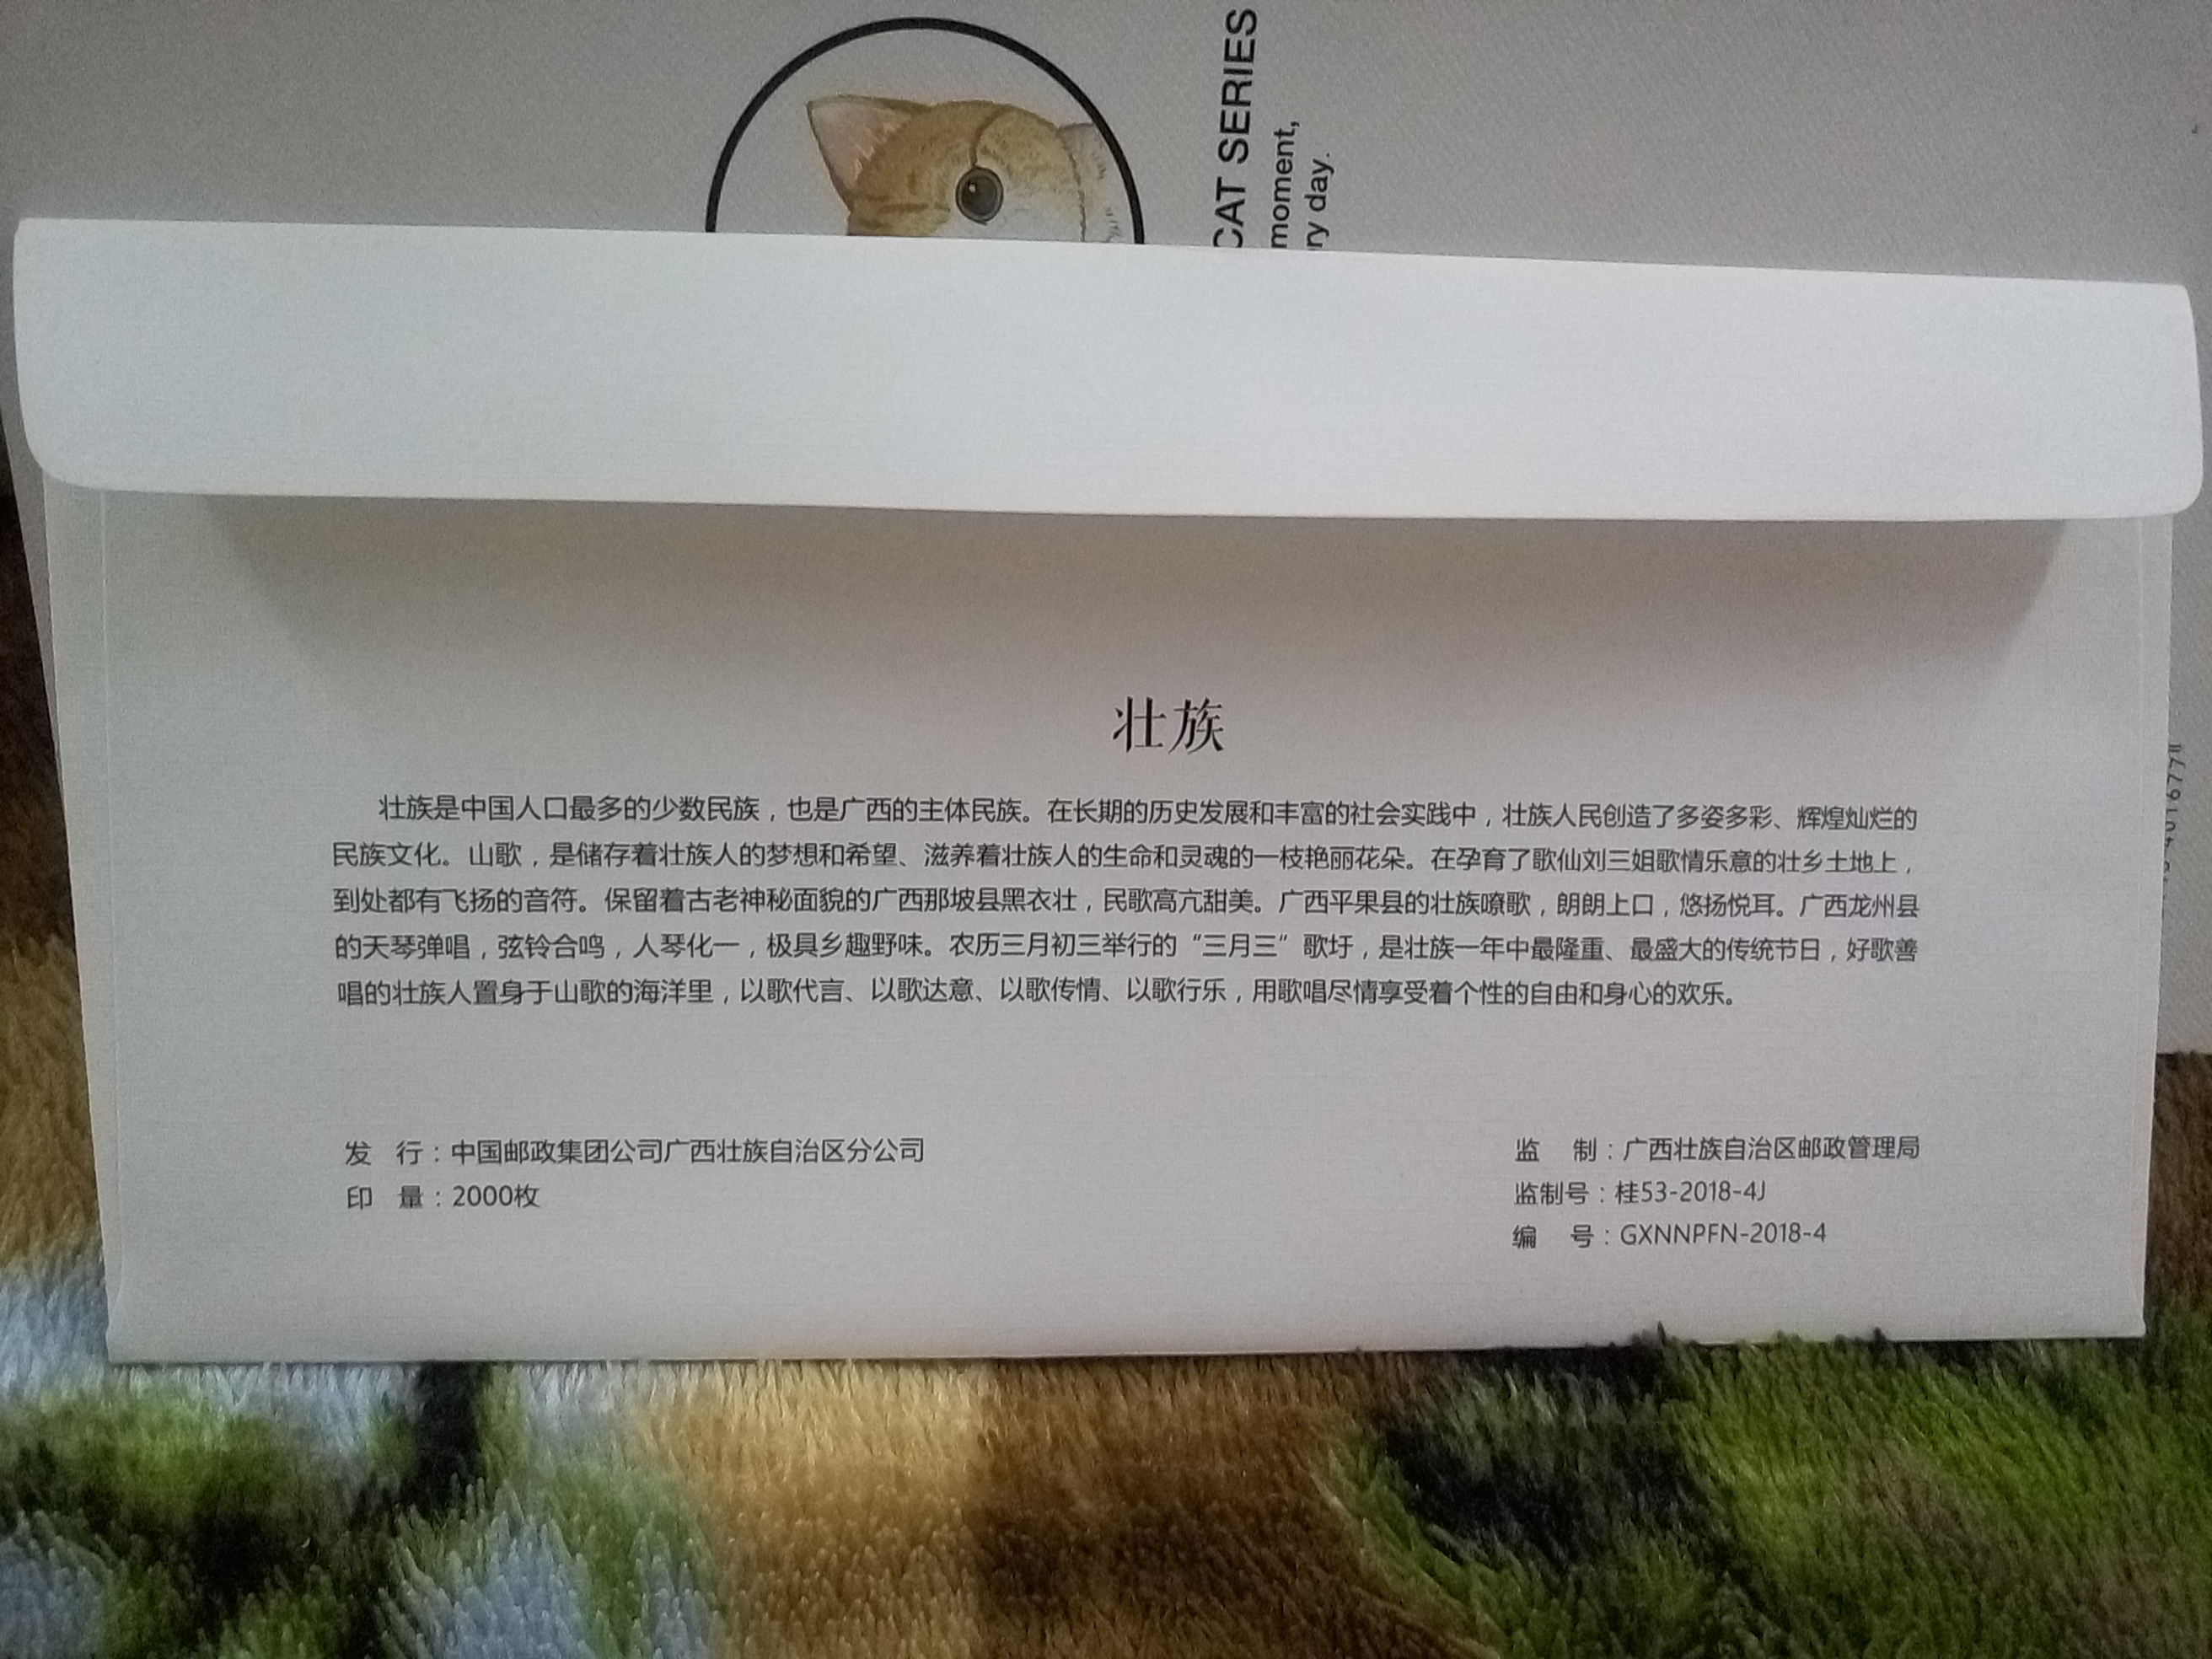 CAT SERIES
moment,
ry day.
壮族
壮族是中国人口最多的少数民族，也是广西的主体民族。在长期的历史发展和丰富的社会实践中，壮族人民创造了多姿多彩、辉煌灿烂的
民族文化。山歌，是储存着壮族人的梦想和希望、滋养着壮族人的生命和灵魂的一枝艳丽花朵。在孕育了歌仙刘三姐歌情乐意的壮乡土地上，
到处都有飞扬的音符。保留着古老神秘面貌的广西那坡县黑衣壮，民歌高亢甜美。广西平果县的壮族嘹歌，朗朗上口，悠扬悦耳。广西龙州县
的天琴弹唱，弦铃合鸣，人琴化一，极具乡趣野味。农历三月初三举行的“三月三”歌圩，是壮族一年中最隆重、最盛大的传统节日，好歌善
唱的壮族人置身于山歌的海洋里，以歌代言、以歌达意、以歌传情、以歌行乐，用歌唱尽情享受着个性的自由和身心的欢乐。
发 行：中国邮政集团公司广西壮族自治区分公司
印 量：2000枚
监 制：广西壮族自治区邮政管理局
监制号：桂53-2018-4J
编 号：GXNNPFN-2018-4